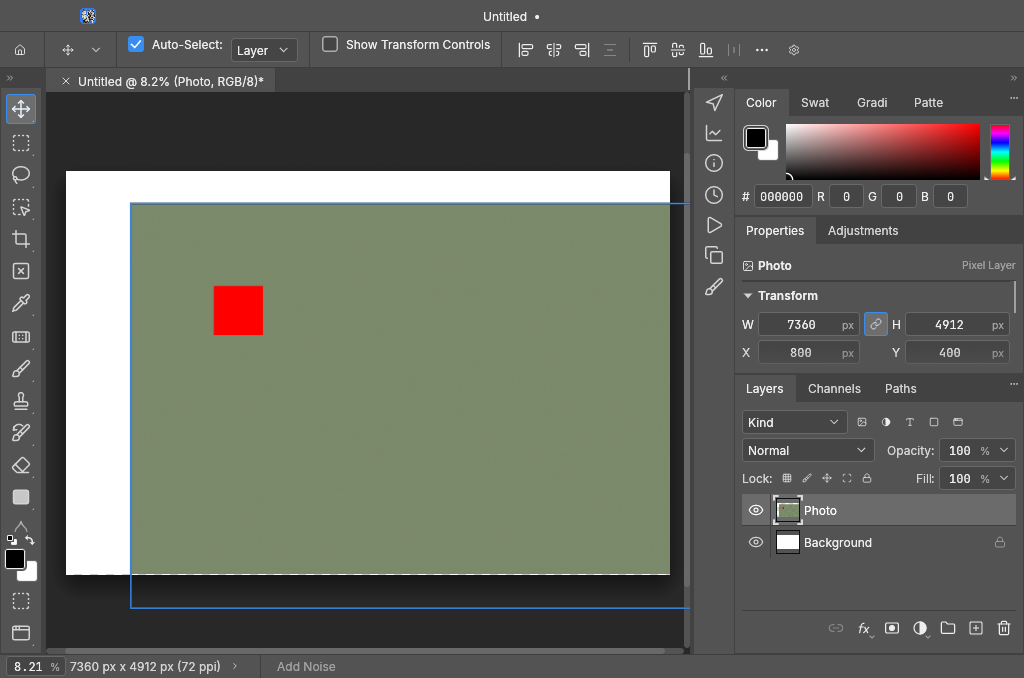 Untitled •
Auto-Select: Layer Show Transform Controls
Untitled @ 8.2% (Photo, RGB/8)*
Color Swat Gradi Patte
# 000000 R 0 G 0 B 0
Properties Adjustments
Photo Pixel Layer
Transform
W 7360 px H 4912 px
X 800 px Y 400 px
Layers Channels Paths
Kind
Normal Opacity: 100 %
Lock: Fill: 100 %
Photo
Background
fx
8.21 % 7360 px x 4912 px (72 ppi) Add Noise